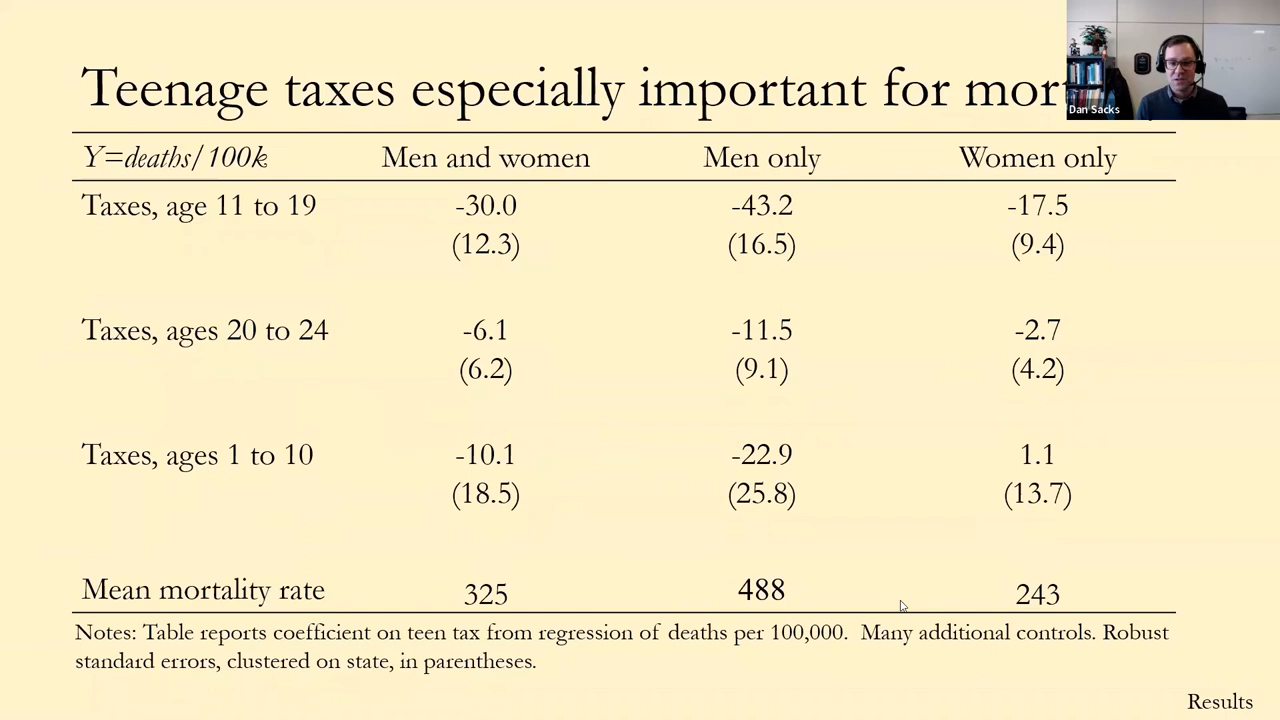 Teenage taxes especially important for
Dan Sacks
Y=deaths/100k Men and women Men only Women only
Taxes, age 11 to 19 -30.0 -43.2 -17.5
(12.3) (16.5) (9.4)
Taxes, ages 20 to 24 -6.1 -11.5 -2.7
(6.2) (9.1) (4.2)
Taxes, ages 1 to 10 -10.1 -22.9 1.1
(18.5) (25.8) (13.7)
Mean mortality rate 325 488 243
Notes: Table reports coefficient on teen tax from regression of deaths per 100,000. Many additional controls. Robust
standard errors, clustered on state, in parentheses.
Results